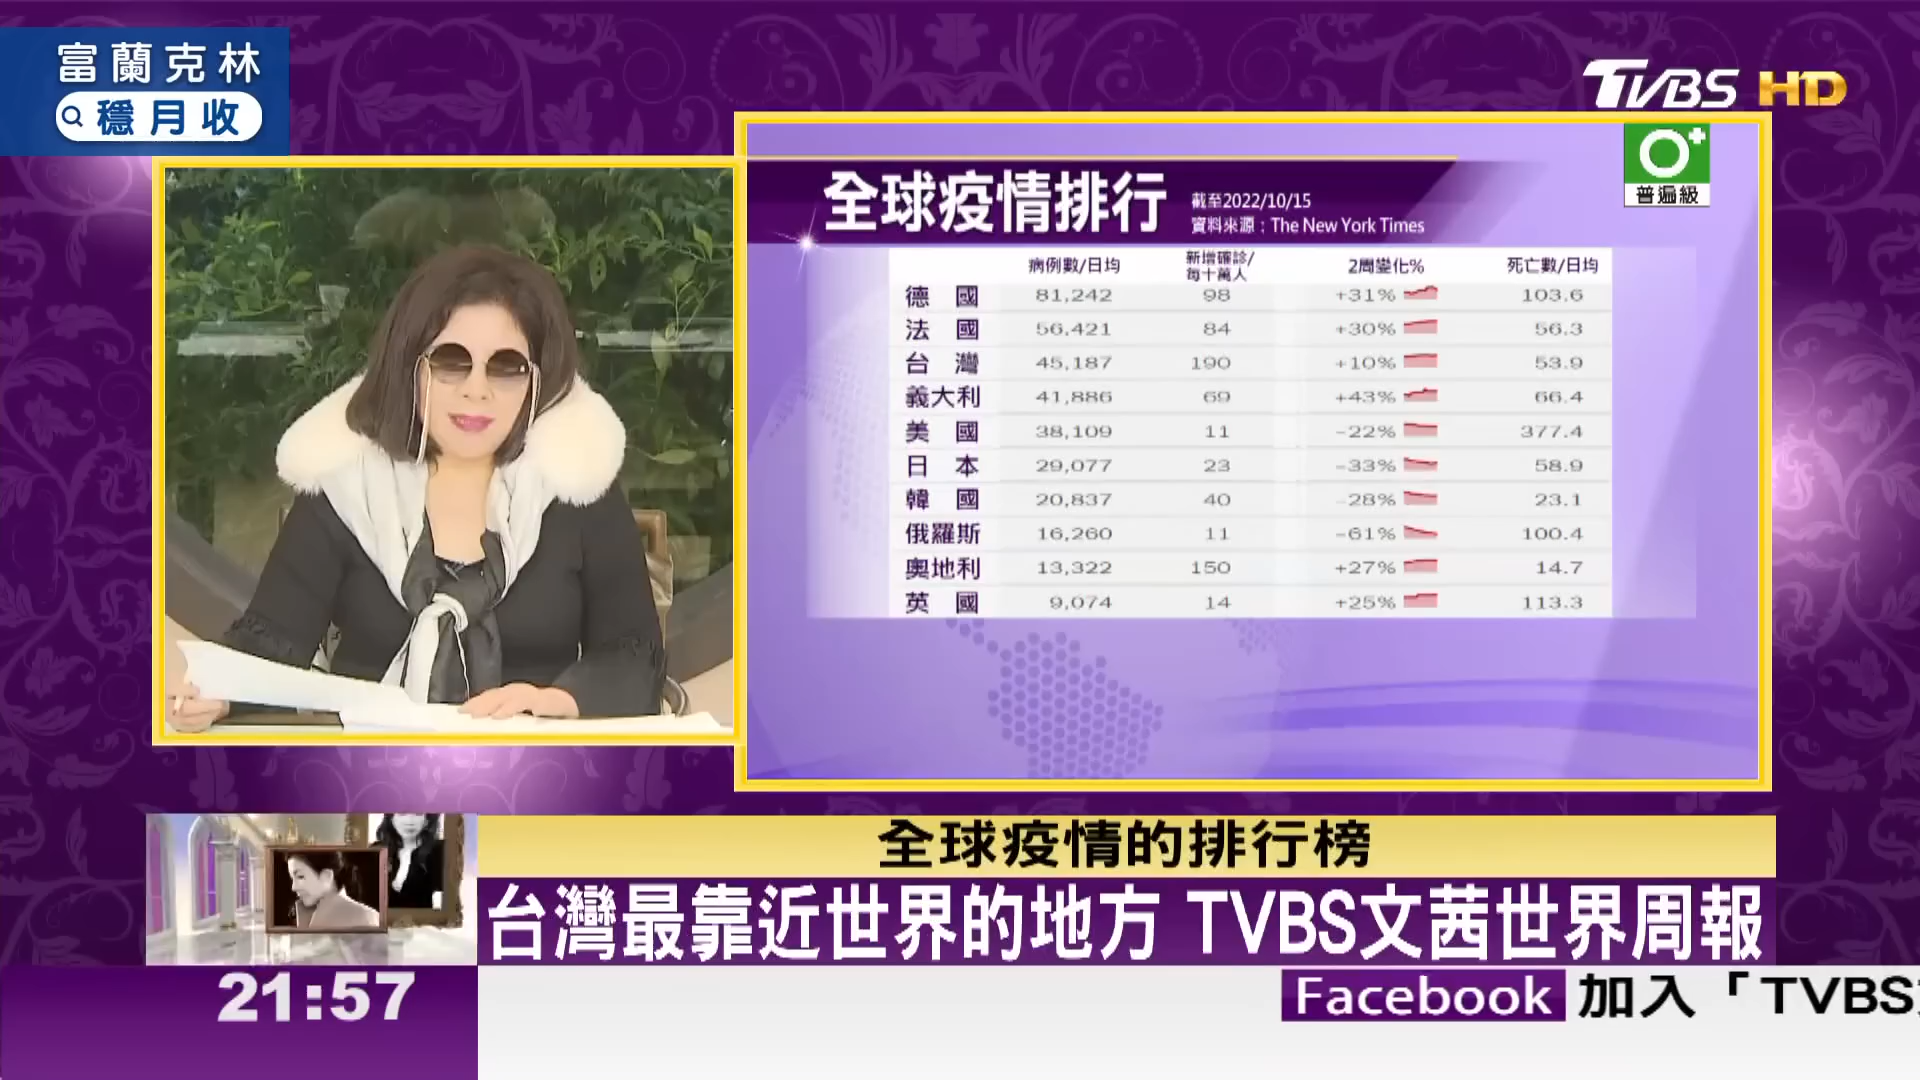 富蘭克林
穩月收
TVBS HD
普遍級
全球疫情排行
截至2022/10/15
資料來源：The New York Times
病例數/日均 新增確診/每十萬人 2周變化% 死亡數/日均
德國 81,242 98 +31% 103.6
法國 56,421 84 +30% 56.3
台灣 45,187 190 +10% 53.9
義大利 41,886 69 +43% 66.4
美國 38,109 11 -22% 377.4
日本 29,077 23 -33% 58.9
韓國 20,837 40 -28% 23.1
俄羅斯 16,260 11 -61% 100.4
奧地利 13,322 150 +27% 14.7
英國 9,074 14 +25% 113.3
全球疫情的排行榜
台灣最靠近世界的地方 TVBS文茜世界周報
21:57
Facebook 加入「TVBS